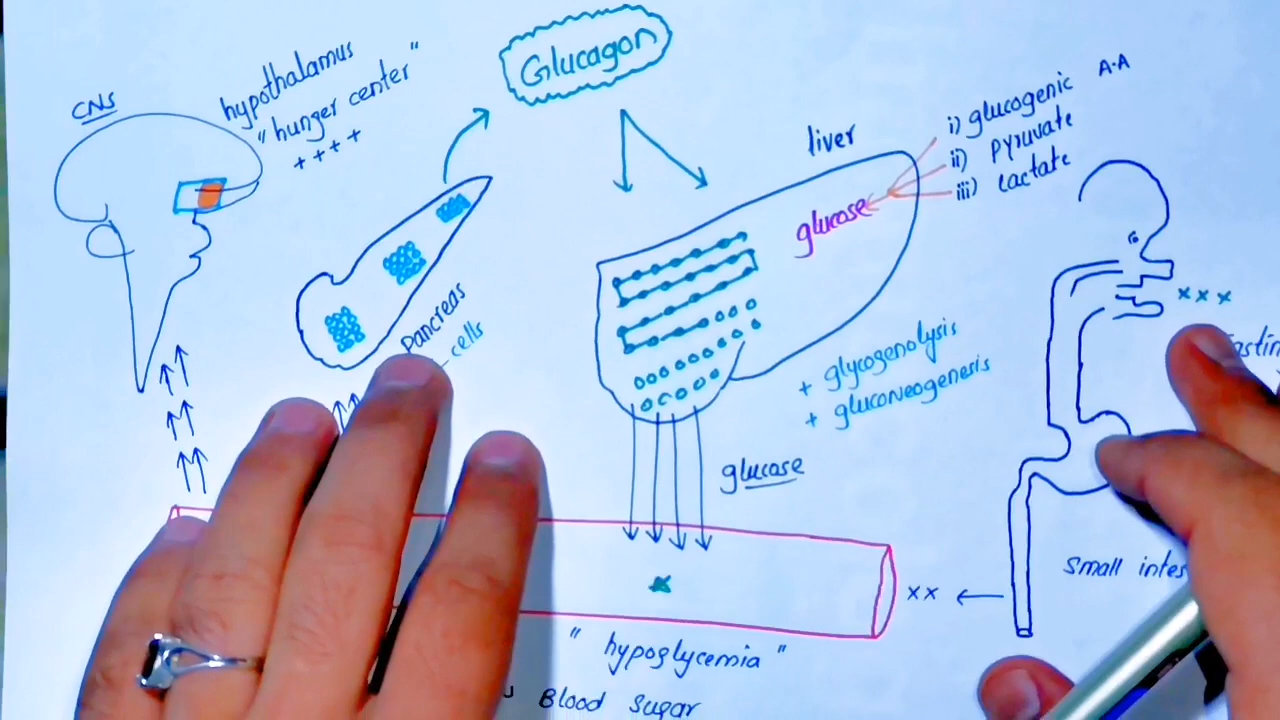 CNS
hypothalamus
"hunger center"
++++
Glucagon
liver
i) glucogenic A.A
ii) pyruvate
iii) lactate
glucose
pancreas
cells
+ glycogenolysis
+ gluconeogenesis
xxx
glucose
small
xx
"hypoglycemia"
Blood sugar